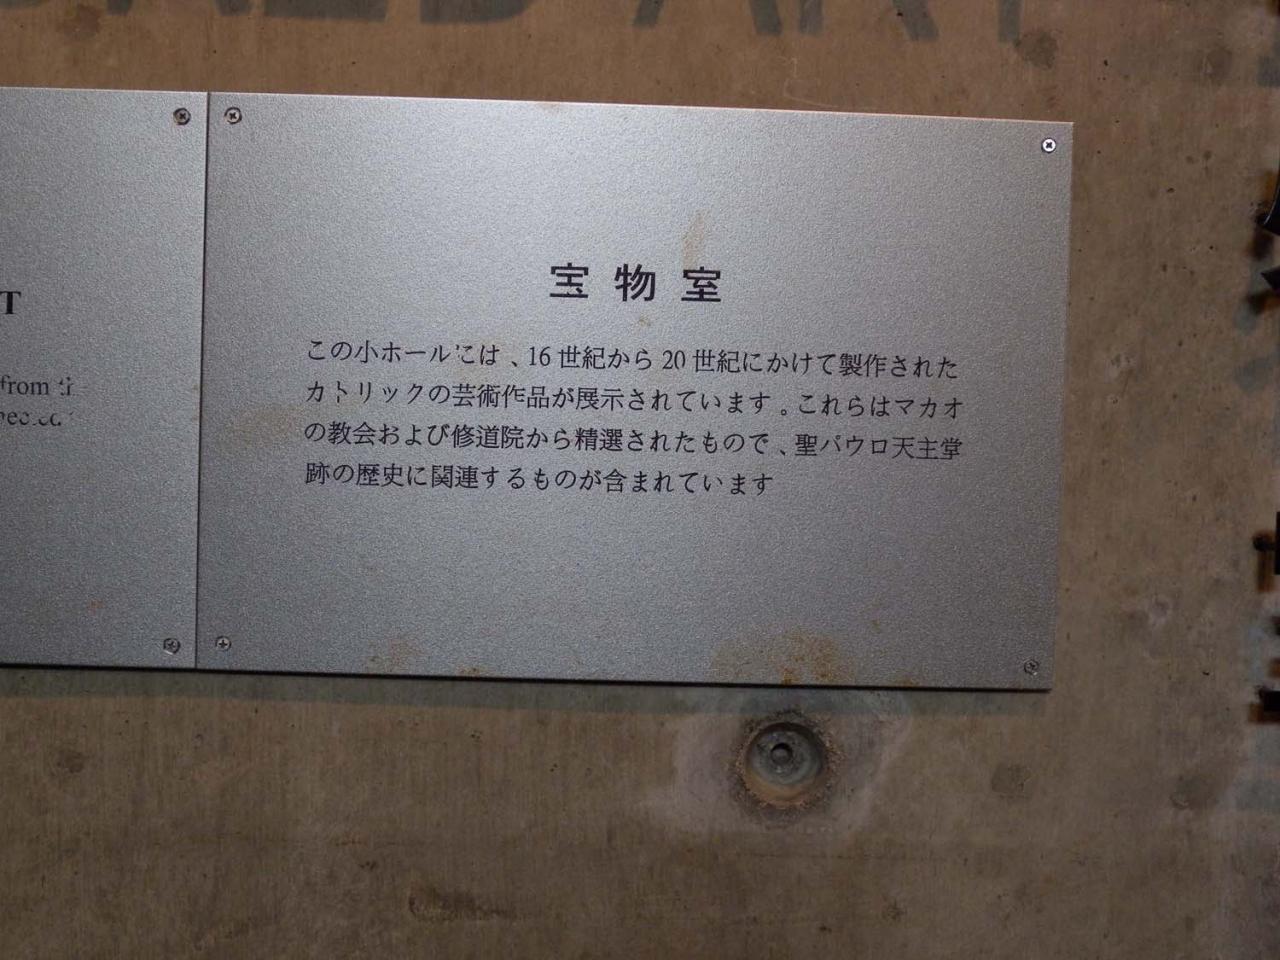 T
from
宝物室
このホールには、16世紀から20世紀にかけて製作された
カトリックの芸術作品が展示されています。これらはマカオ
の教会および修道院から精選されたもので、聖パウロ天主堂
跡の歴史に関連するものが含まれています